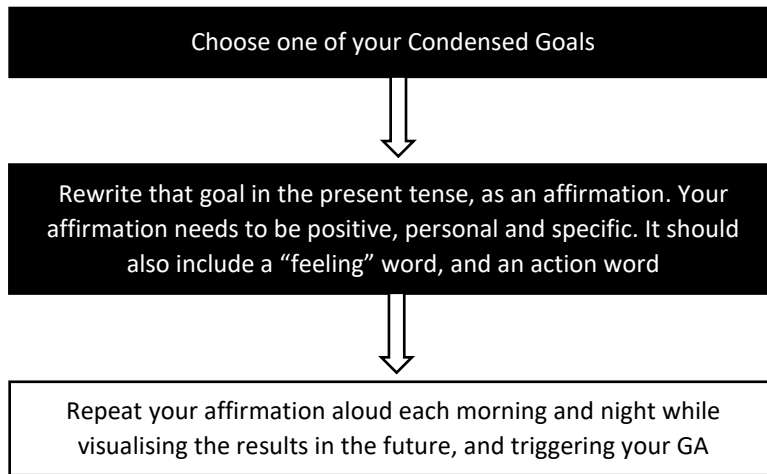 Choose one of your Condensed Goals
Rewrite that goal in the present tense, as an affirmation. Your
affirmation needs to be positive, personal and specific. It should
also include a “feeling” word, and an action word
Repeat your affirmation aloud each morning and night while
visualising the results in the future, and triggering your GA